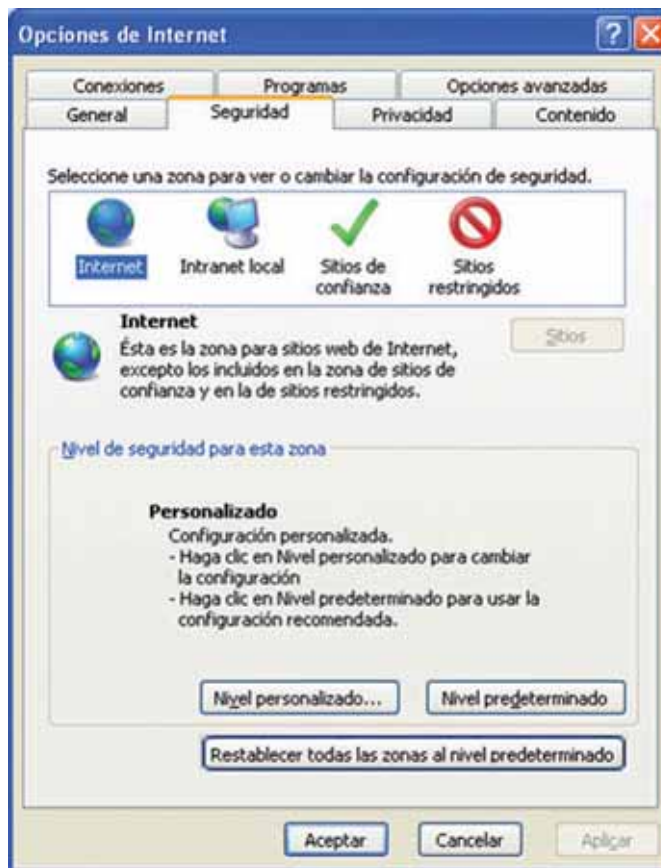 Opciones de Internet
Conexiones Programas Opciones avanzadas
General Seguridad Privacidad Contenido
Seleccione una zona para ver o cambiar la configuración de seguridad.
Internet Intranet local Sitios de confianza Sitios restringidos
Internet
Sitios
Ésta es la zona para sitios web de Internet,
excepto los incluidos en la zona de sitios de
confianza y en la de sitios restringidos.
Nivel de seguridad para esta zona
Personalizado
Configuración personalizada.
- Haga clic en Nivel personalizado para cambiar
la configuración
- Haga clic en Nivel predeterminado para usar la
configuración recomendada.
Nivel personalizado... Nivel predeterminado
Restablecer todas las zonas al nivel predeterminado
Aceptar Cancelar Aplicar